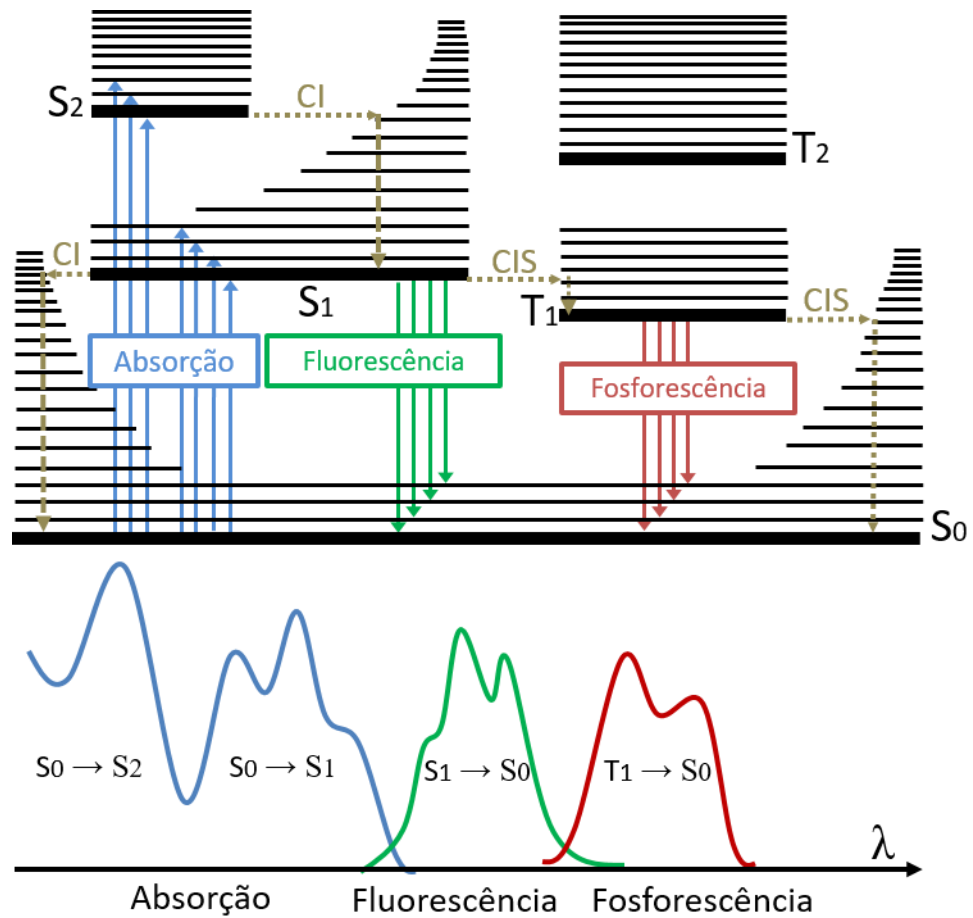 S2
CI
T2
CI
CIS
S1
T1
CIS
Absorção
Fluorescência
Fosforescência
S0
S0 → S2
S0 → S1
S1 → S0
T1 → S0
λ
Absorção
Fluorescência
Fosforescência